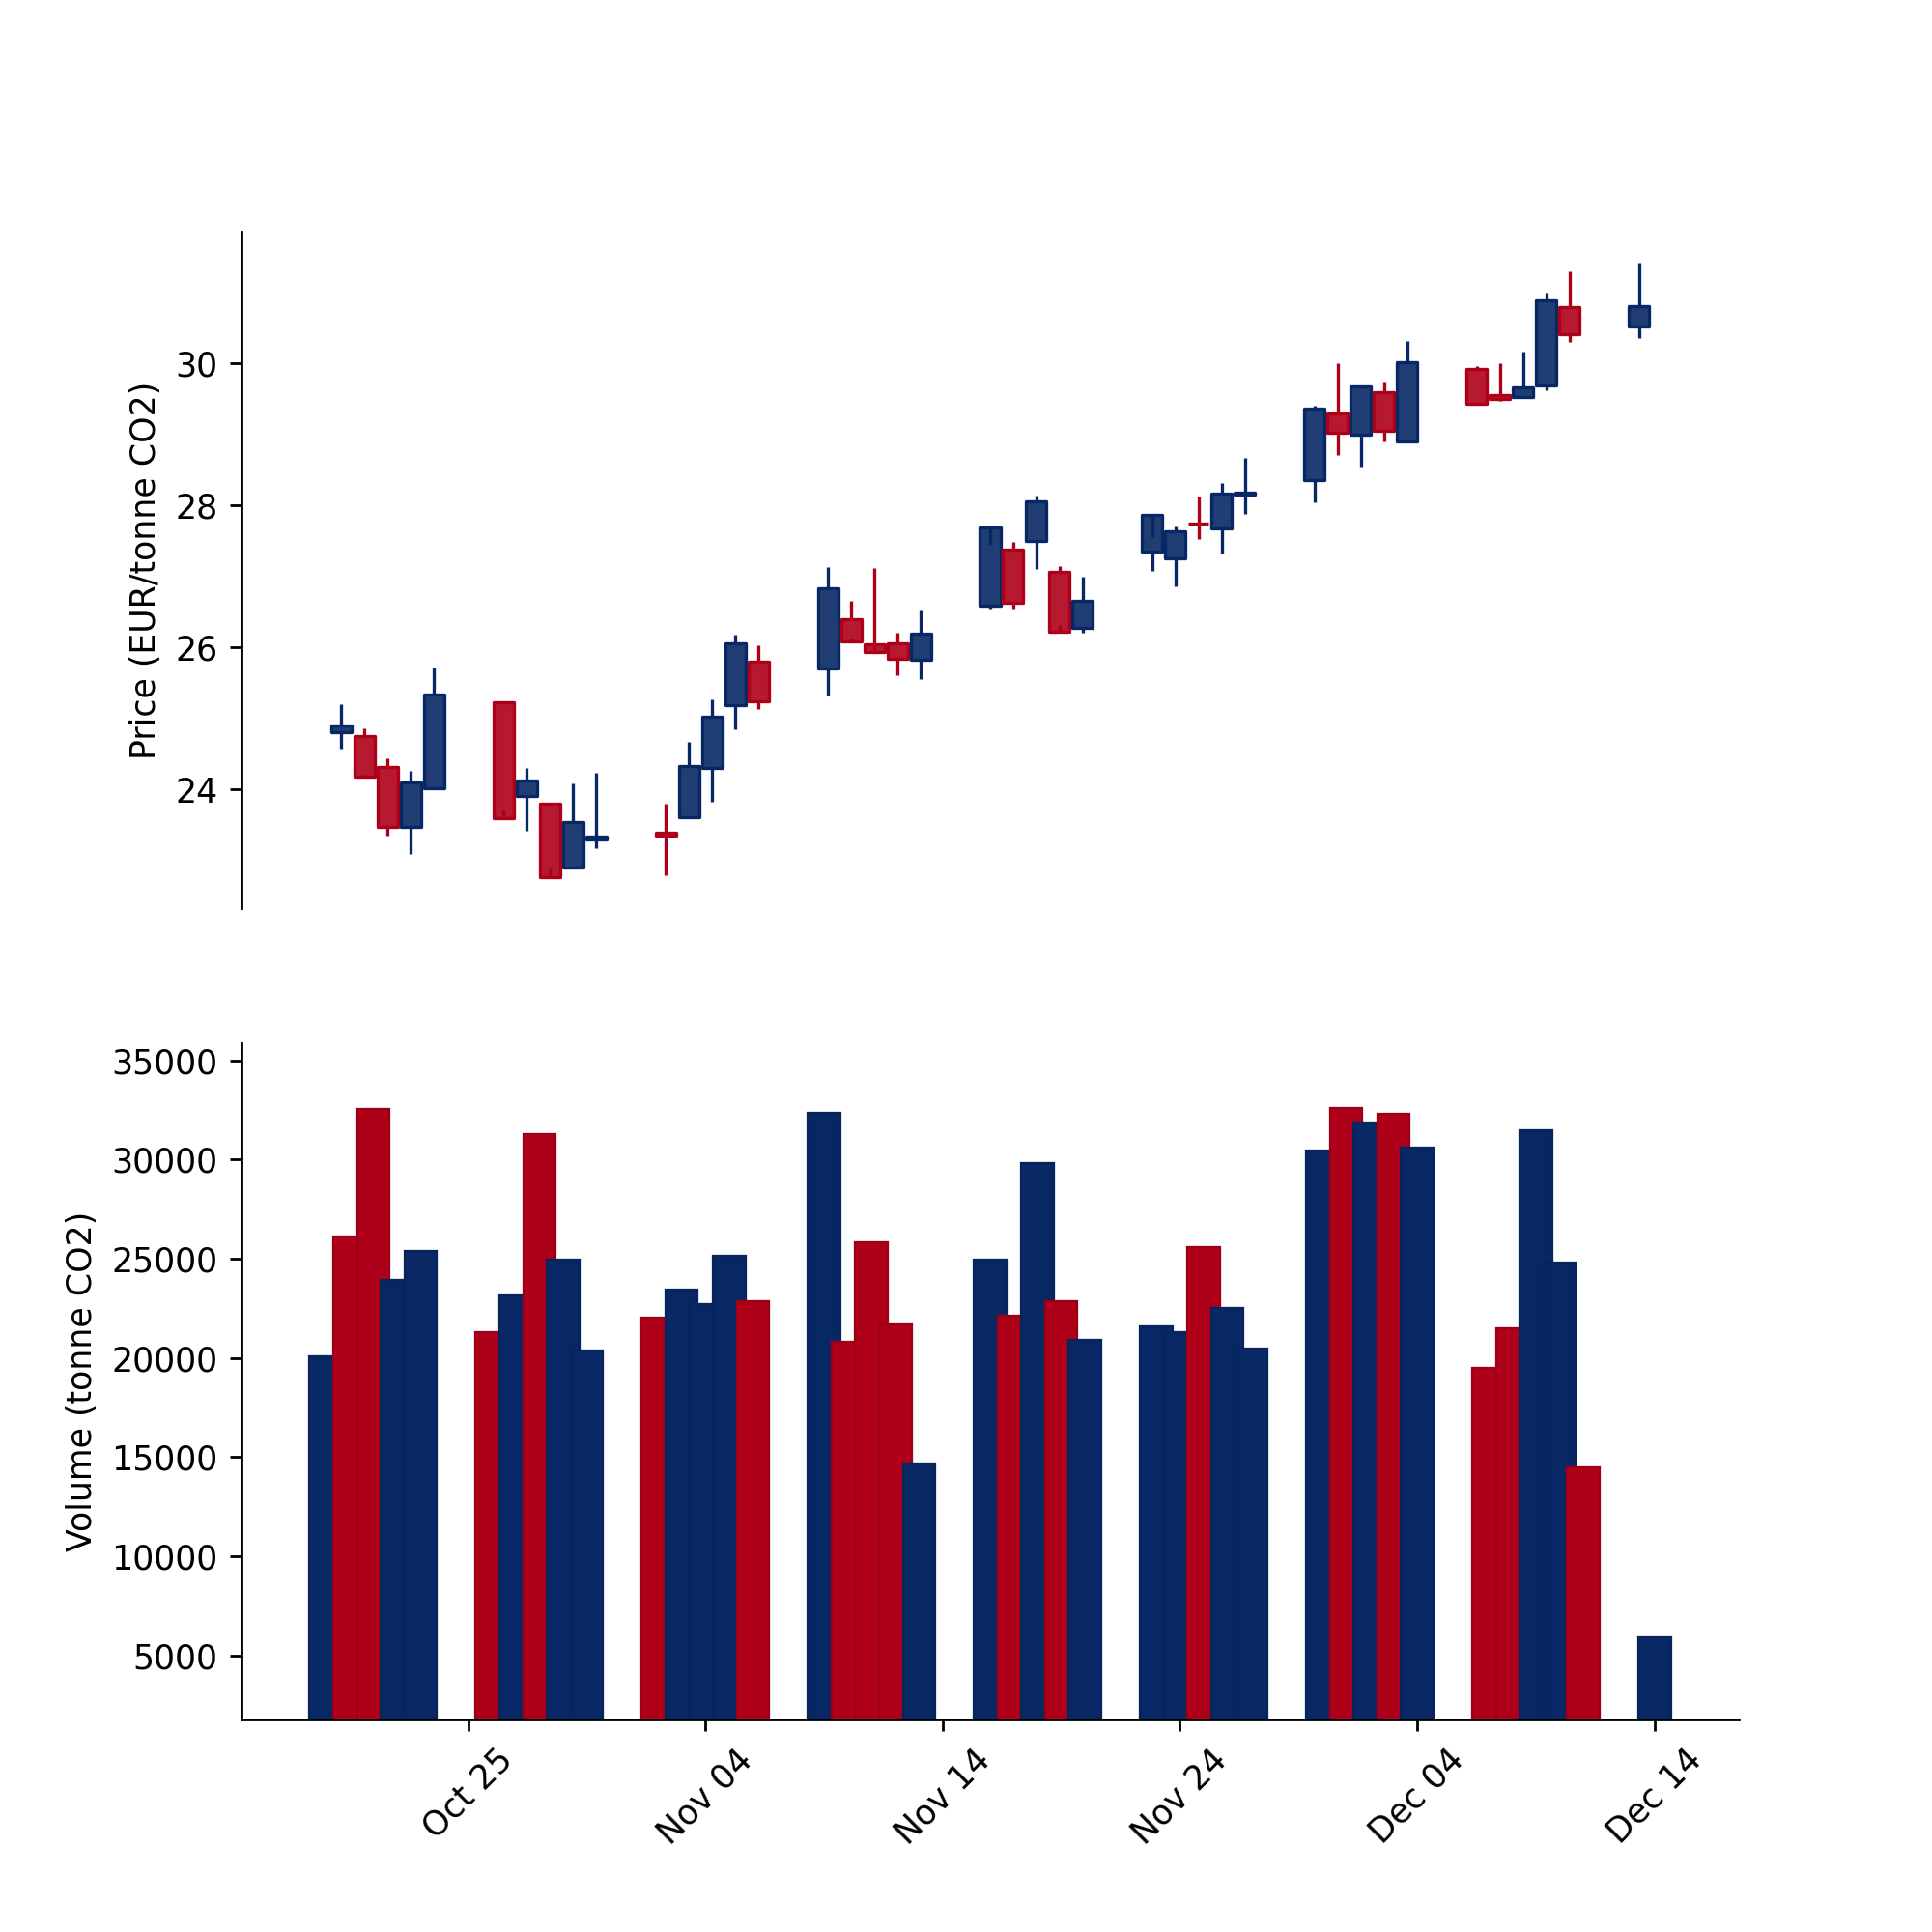 Price (EUR/tonne CO2)
30
28
26
24
Volume (tonne CO2)
35000
30000
25000
20000
15000
10000
5000
Oct 25
Nov 04
Nov 14
Nov 24
Dec 04
Dec 14